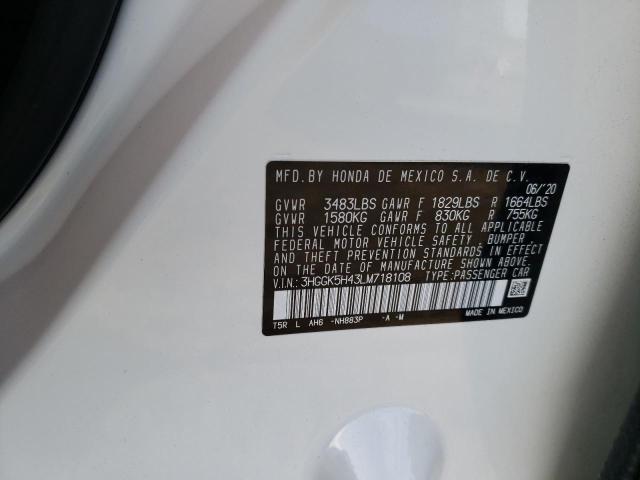 MFD. BY HONDA DE MEXICO S.A. DE C.V.
06/'20
GVWR 3483LBS GAWR F 1829LBS R 1664LBS
GVWR 1580KG GAWR F 830KG R 755KG
THIS VEHICLE CONFORMS TO ALL APPLICABLE
FEDERAL MOTOR VEHICLE SAFETY, BUMPER,
AND THEFT PREVENTION STANDARDS IN EFFECT
ON THE DATE OF MANUFACTURE SHOWN ABOVE.
V.I.N.: 3HGGK5H43LM718108 TYPE: PASSENGER CAR
T5R L AH6 -NH883P -A -M
MADE IN MEXICO